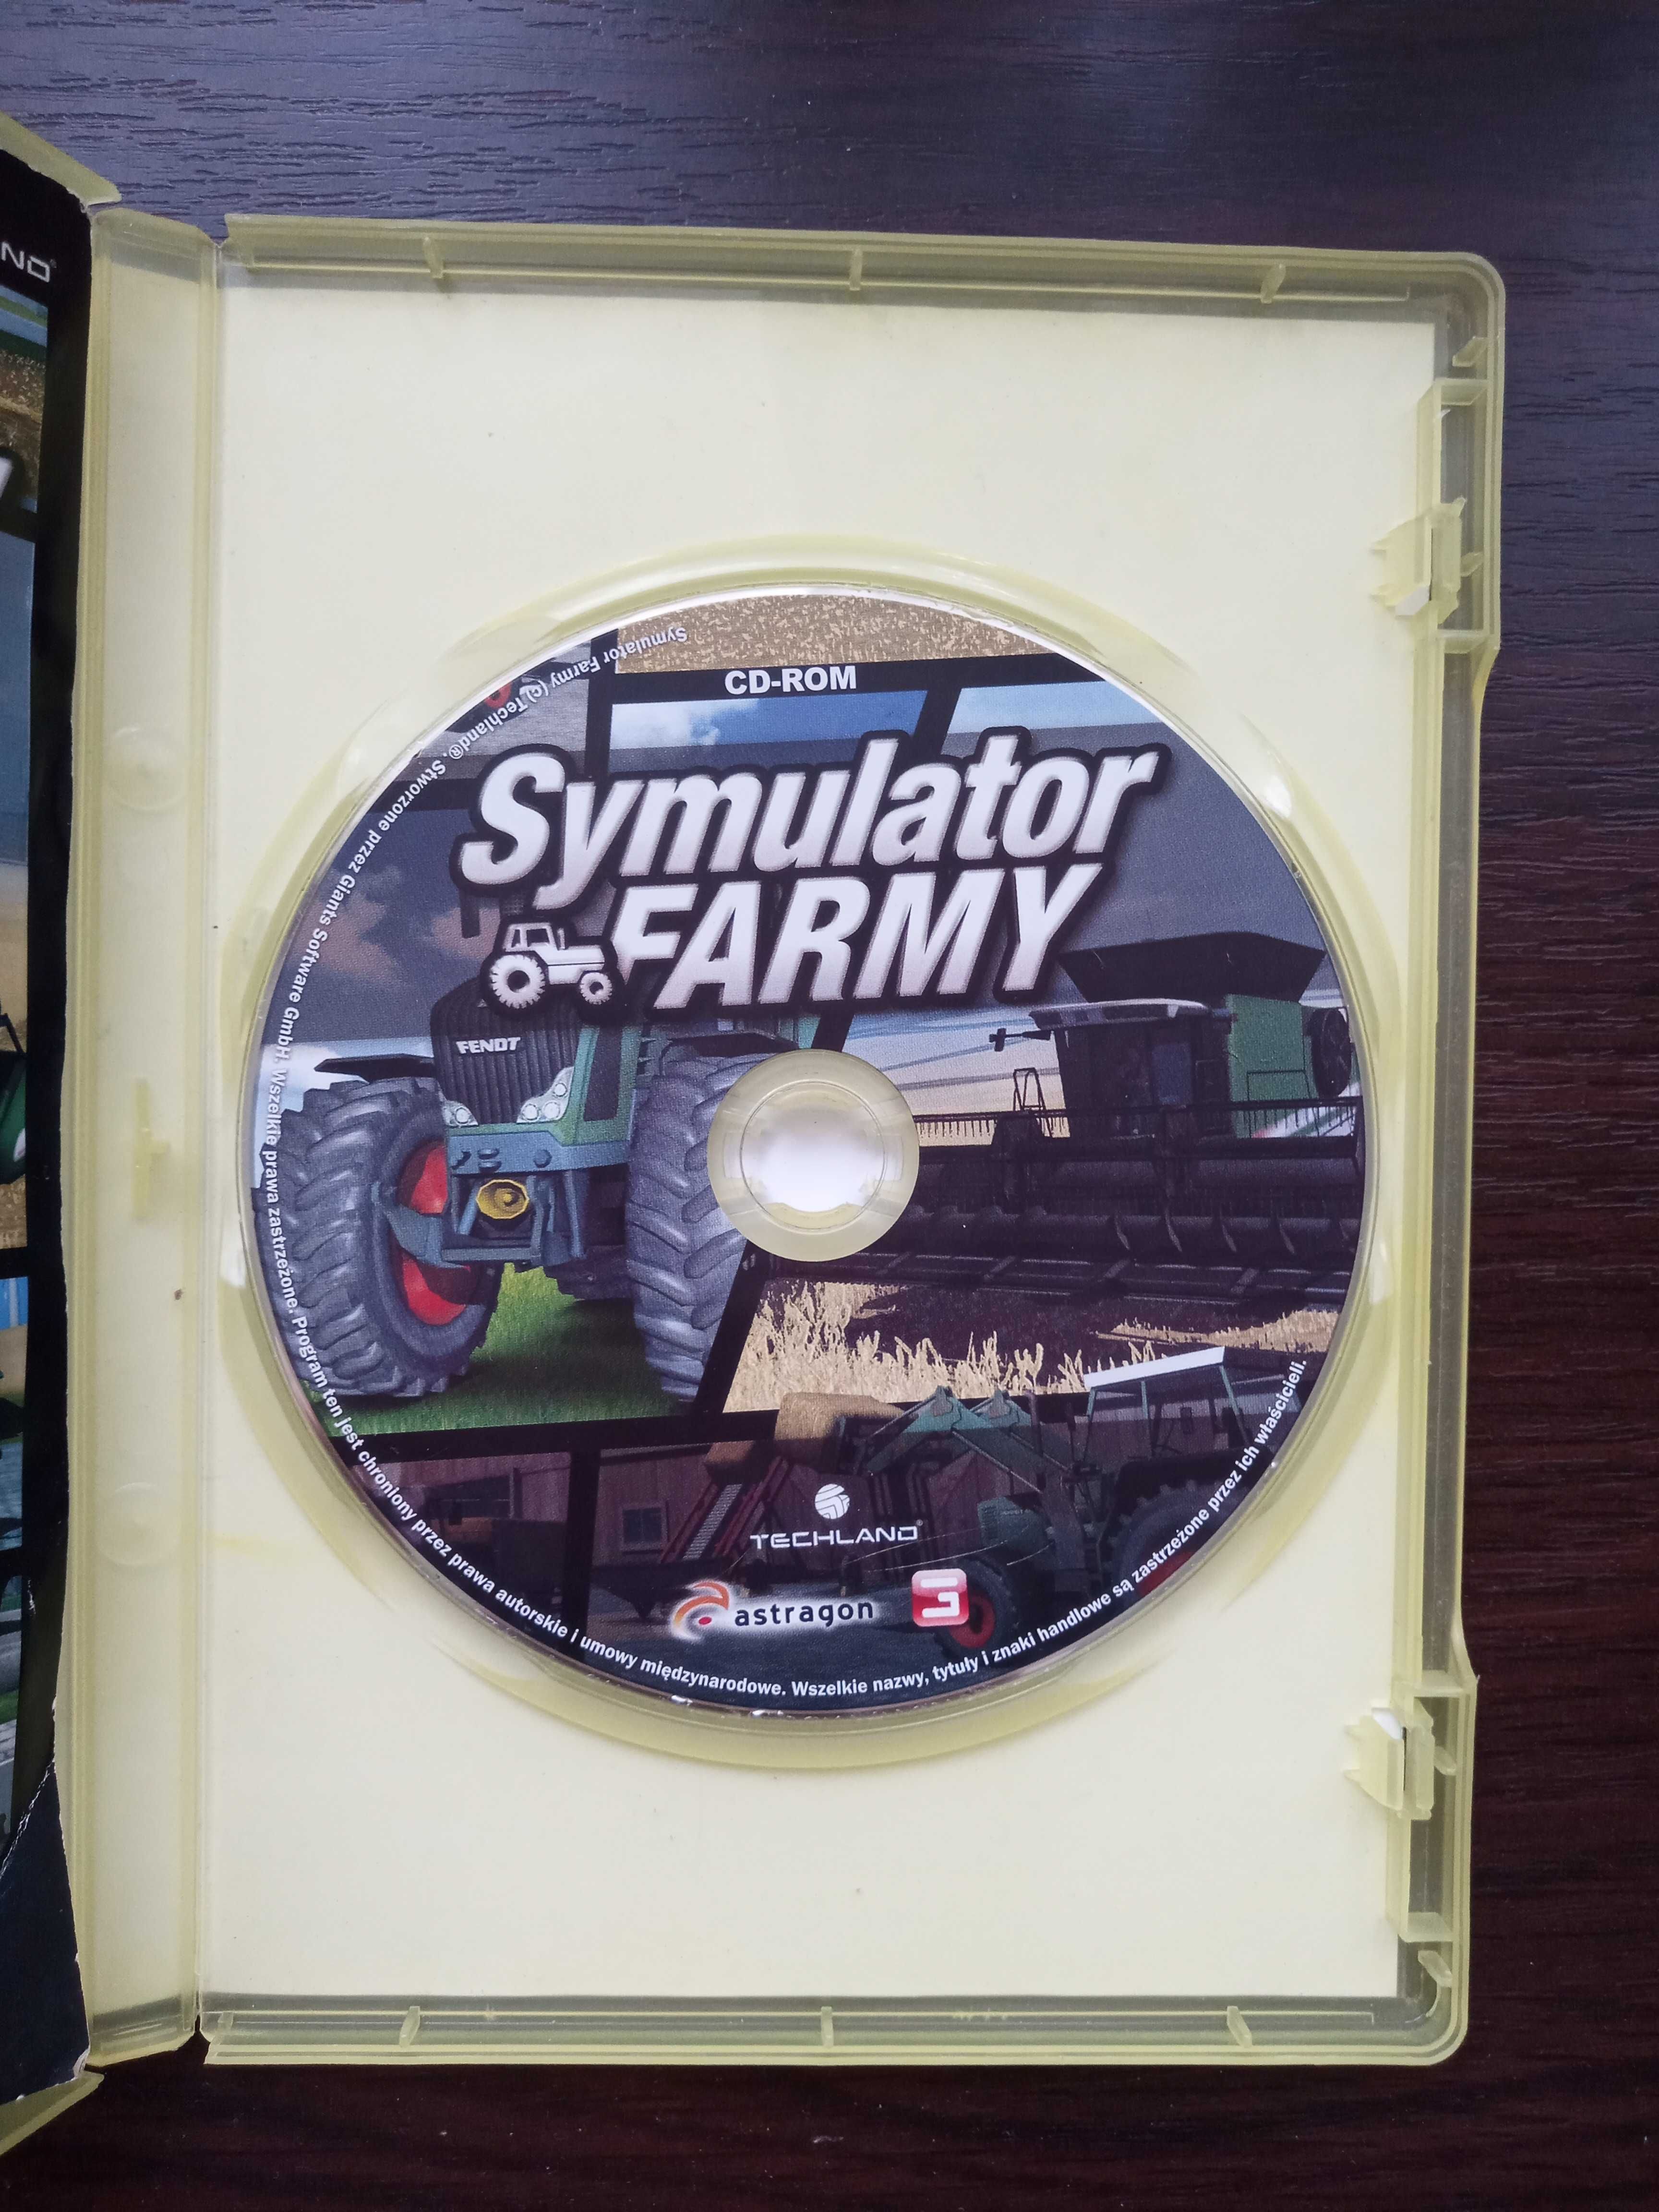 CD-ROM
Symulator
FARMY
FENDT
TECHLAND®
astragon
Symulator Farmy (c) Techland®. Stworzone przez Giants Software GmbH. Wszelkie prawa zastrzeżone. Program ten jest chroniony przez prawa autorskie i umowy międzynarodowe. Wszelkie nazwy, tytuły i znaki handlowe są zastrzeżone przez ich właścicieli.
ND®